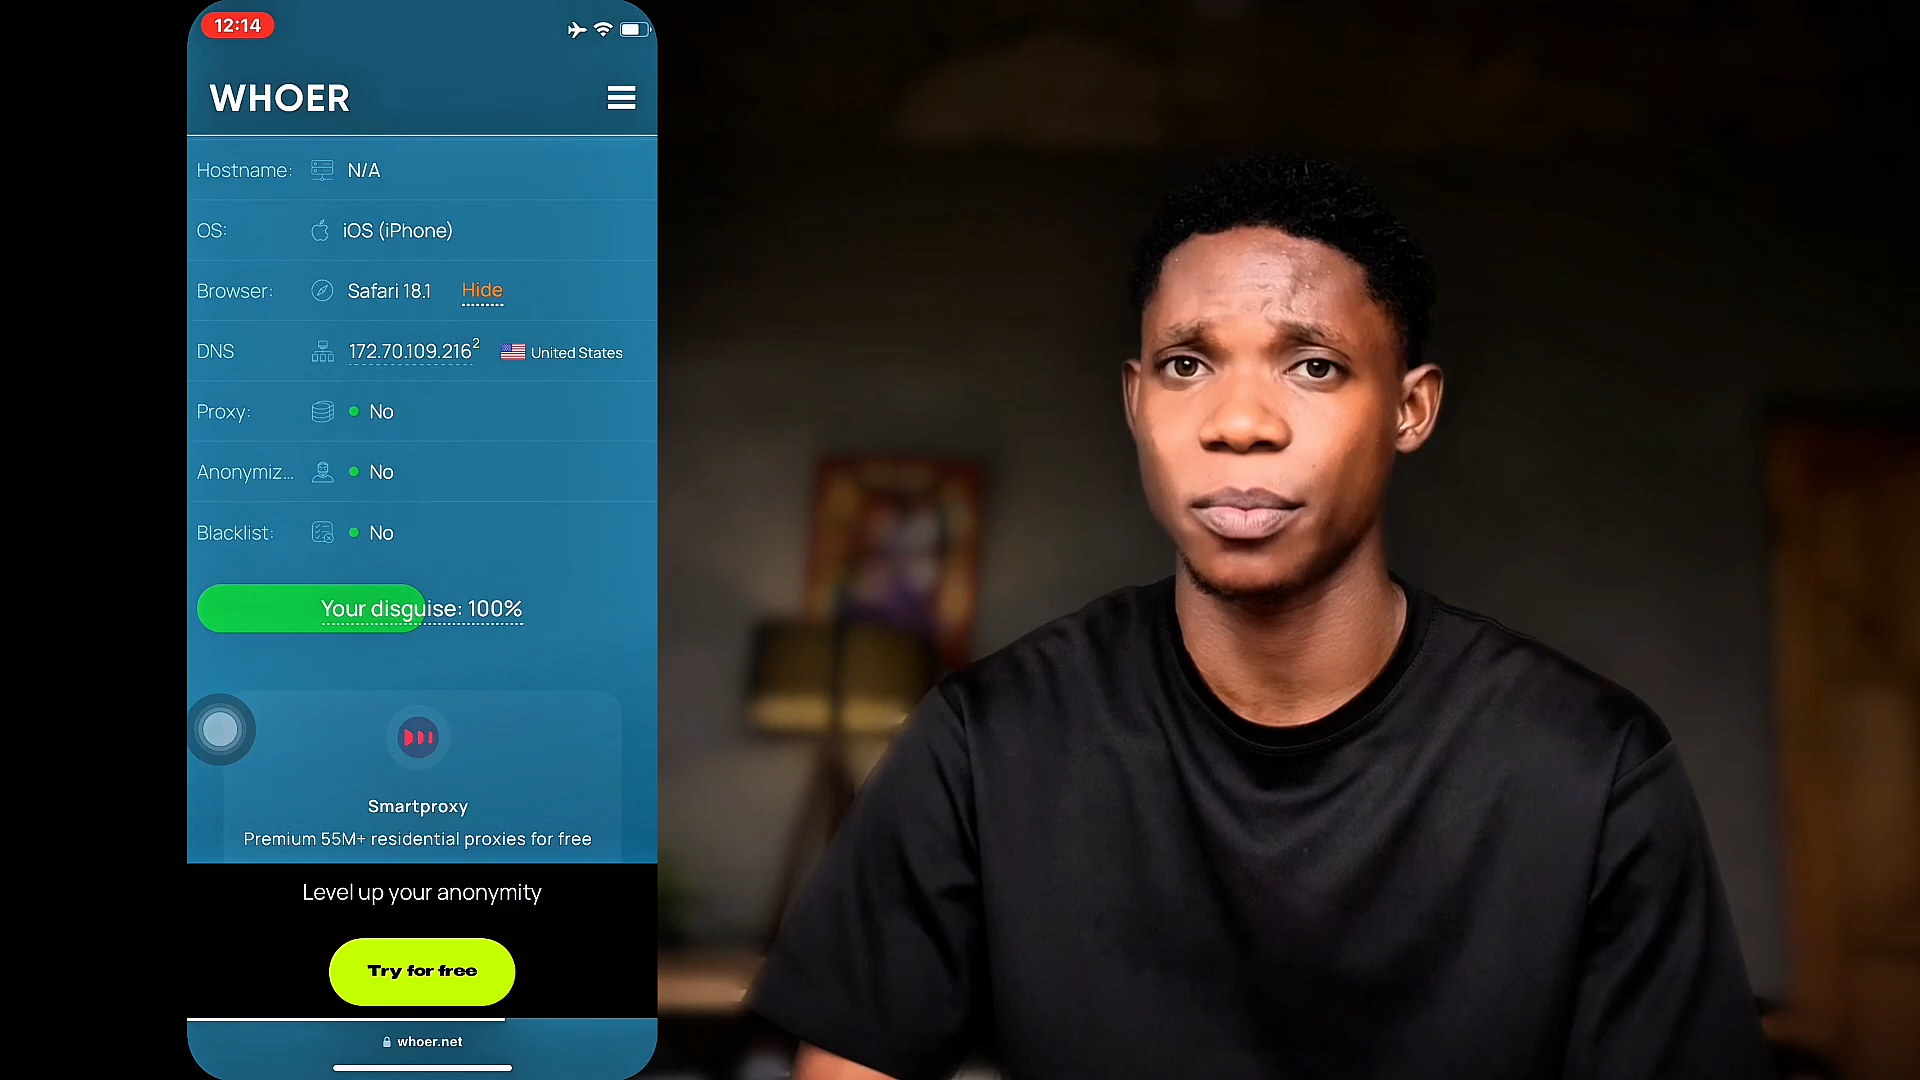 12:14
WHOER
Hostname: N/A
OS: iOS (iPhone)
Browser: Safari 18.1 Hide
DNS 172.70.109.216² United States
Proxy: No
Anonymiz... No
Blacklist: No
Your disguise: 100%
Smartproxy
Premium 55M+ residential proxies for free
Level up your anonymity
Try for free
whoer.net